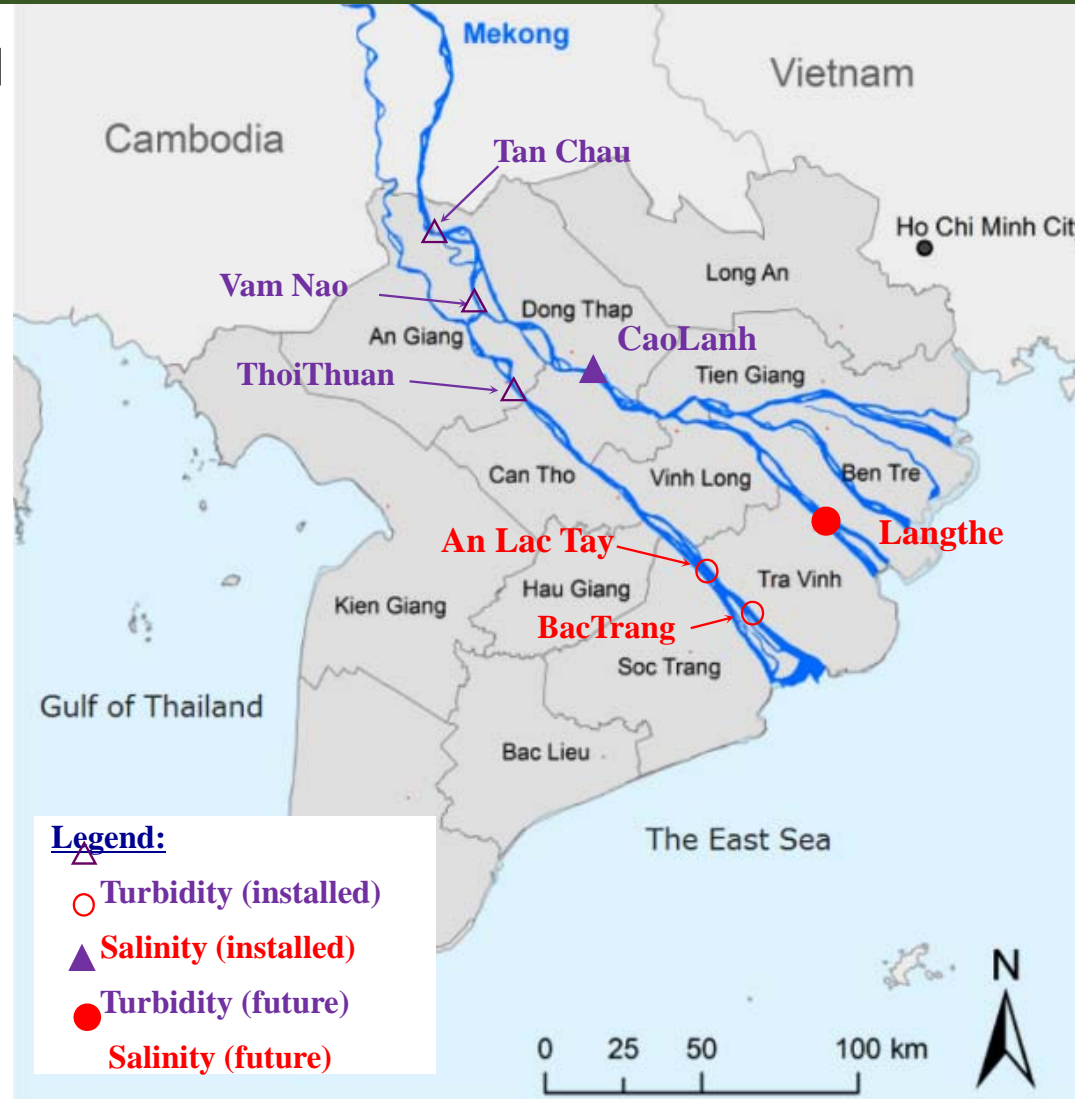 Mekong
Vietnam
Cambodia
Tan Chau
Ho Chi Minh Cit
Long An
Vam Nao
Dong Thap
An Giang
CaoLanh
ThoiThuan
Tien Giang
Can Tho
Vinh Long
Ben Tre
An Lac Tay
Langthe
Hau Giang
Tra Vinh
Kien Giang
BacTrang
Soc Trang
Gulf of Thailand
Bac Lieu
The East Sea
Legend:
Turbidity (installed)
Salinity (installed)
Turbidity (future)
Salinity (future)
N
0 25 50 100 km